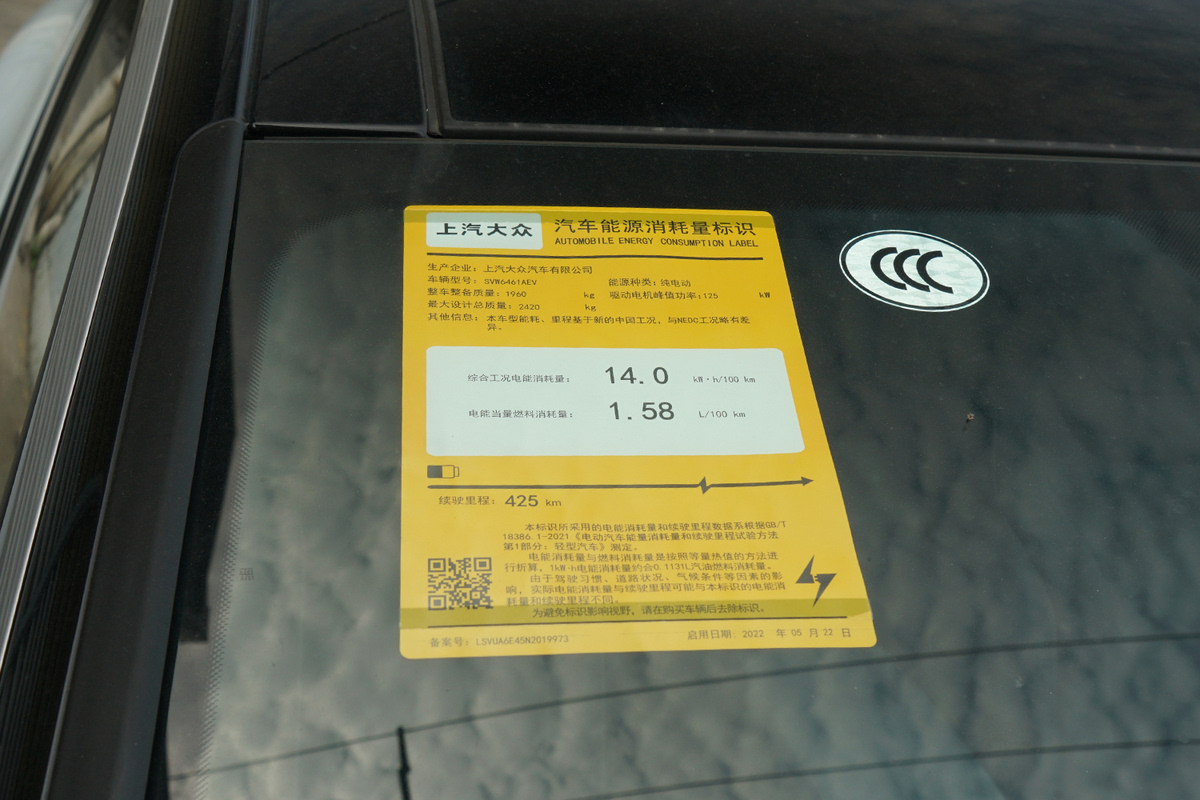 上汽大众 汽车能源消耗量标识
AUTOMOBILE ENERGY CONSUMPTION LABEL
生产企业：上汽大众汽车有限公司
车辆型号：SVW6461AEV 能源种类：纯电动
整车整备质量：1960 kg 驱动电机峰值功率：125 kW
最大设计总质量：2420 kg
其他信息：本车型能耗、里程基于新的中国工况，与NEDC工况略有差
异。
综合工况电能消耗量： 14.0 kW·h/100 km
电能当量燃料消耗量： 1.58 L/100 km
续驶里程：425 km
本标识所采用的电能消耗量和续驶里程数据系根据GB/T
18386.1-2021《电动汽车能量消耗量和续驶里程试验方法
第1部分：轻型汽车》测定。
电能消耗量与燃料消耗量是按照等量热值的方法进
行折算，1kW·h电能消耗量约合0.1131L汽油燃料消耗量。
由于驾驶习惯、道路状况、气候条件等因素的影
响，实际电能消耗量与续驶里程可能与本标识的电能消
耗量和续驶里程不同。
为避免标识影响视野，请在购买车辆后去除标识。
备案号：LSVUA6E45N2019973 启用日期：2022 年 05 月 22 日
CCC